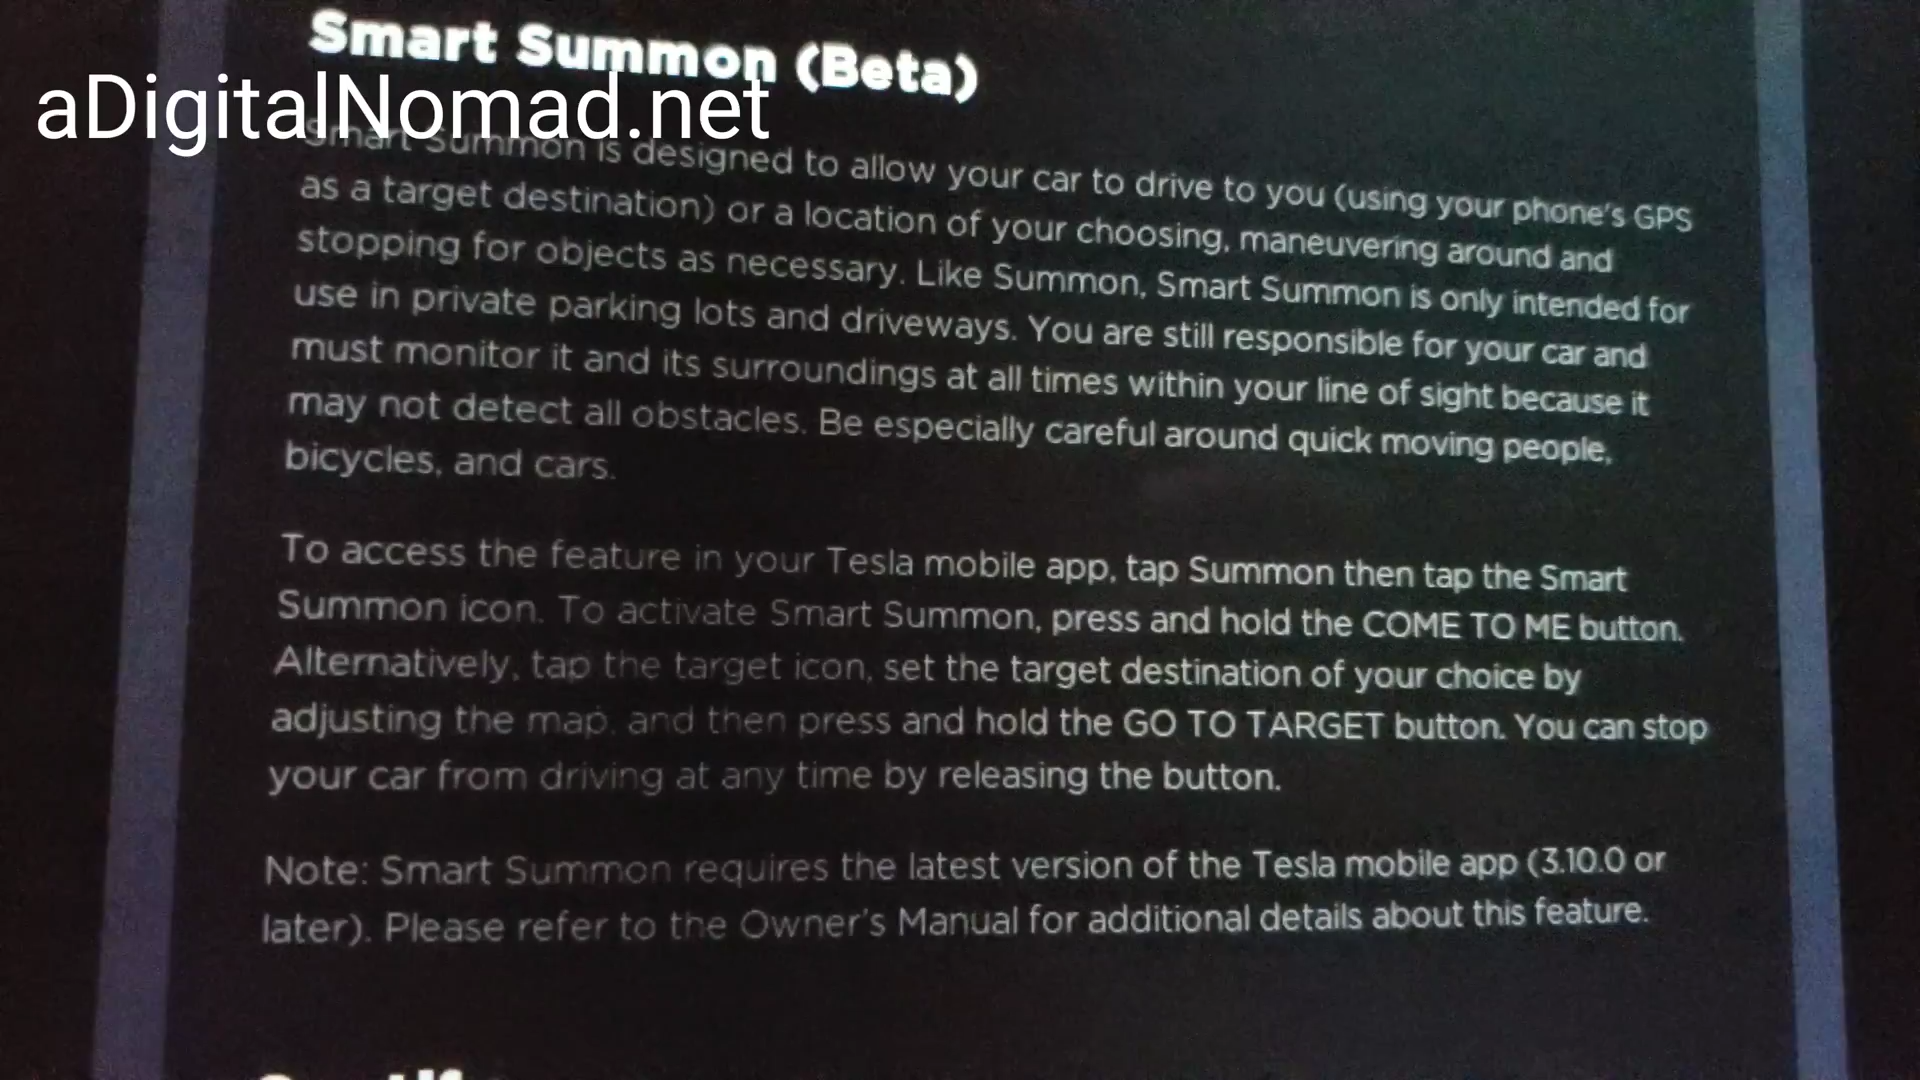 Smart Summon (Beta)
aDigitalNomad.net
Smart Summon is designed to allow your car to drive to you (using your phone's GPS
as a target destination) or a location of your choosing, maneuvering around and
stopping for objects as necessary. Like Summon, Smart Summon is only intended for
use in private parking lots and driveways. You are still responsible for your car and
must monitor it and its surroundings at all times within your line of sight because it
may not detect all obstacles. Be especially careful around quick moving people,
bicycles, and cars.
To access the feature in your Tesla mobile app, tap Summon then tap the Smart
Summon icon. To activate Smart Summon, press and hold the COME TO ME button.
Alternatively, tap the target icon, set the target destination of your choice by
adjusting the map, and then press and hold the GO TO TARGET button. You can stop
your car from driving at any time by releasing the button.
Note: Smart Summon requires the latest version of the Tesla mobile app (3.10.0 or
later). Please refer to the Owner's Manual for additional details about this feature.